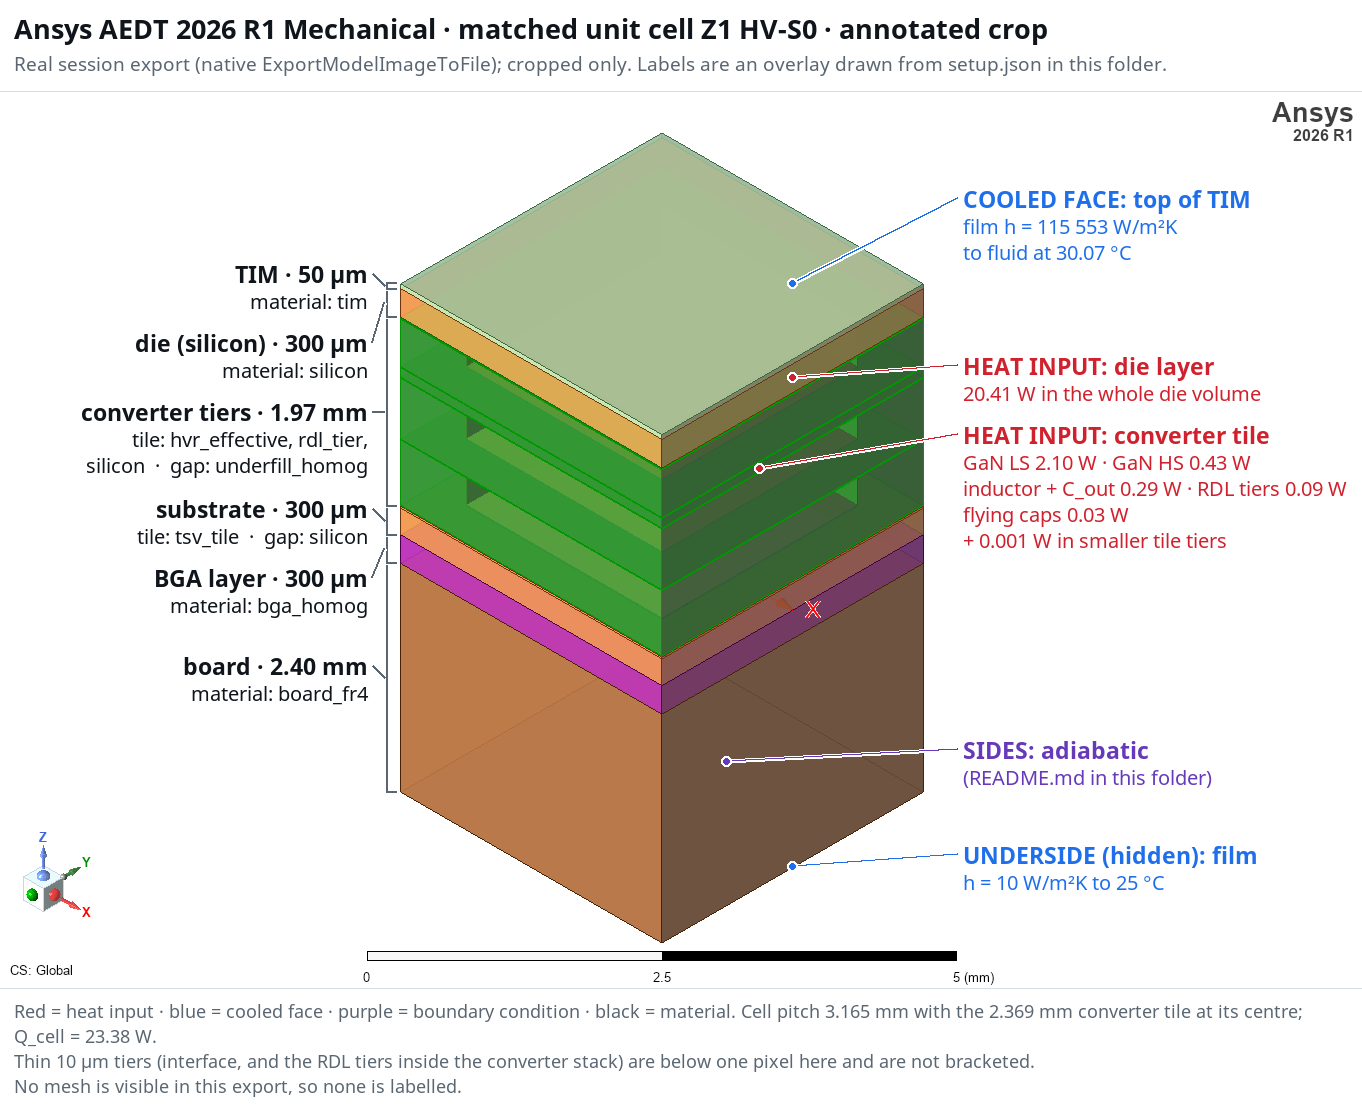 Ansys AEDT 2026 R1 Mechanical · matched unit cell Z1 HV-S0 · annotated crop
Real session export (native ExportModelImageToFile); cropped only. Labels are an overlay drawn from setup.json in this folder.
Ansys
2026 R1
COOLED FACE: top of TIM
film h = 115 553 W/m²K
to fluid at 30.07 °C
TIM · 50 µm
material: tim
die (silicon) · 300 µm
material: silicon
HEAT INPUT: die layer
20.41 W in the whole die volume
converter tiers · 1.97 mm
tile: hvr_effective, rdl_tier,
silicon · gap: underfill_homog
HEAT INPUT: converter tile
GaN LS 2.10 W · GaN HS 0.43 W
inductor + C_out 0.29 W · RDL tiers 0.09 W
flying caps 0.03 W
+ 0.001 W in smaller tile tiers
substrate · 300 µm
tile: tsv_tile · gap: silicon
BGA layer · 300 µm
material: bga_homog
X
board · 2.40 mm
material: board_fr4
SIDES: adiabatic
(README.md in this folder)
UNDERSIDE (hidden): film
h = 10 W/m²K to 25 °C
Z
Y
X
CS: Global
0
2.5
5 (mm)
Red = heat input · blue = cooled face · purple = boundary condition · black = material. Cell pitch 3.165 mm with the 2.369 mm converter tile at its centre;
Q_cell = 23.38 W.
Thin 10 µm tiers (interface, and the RDL tiers inside the converter stack) are below one pixel here and are not bracketed.
No mesh is visible in this export, so none is labelled.